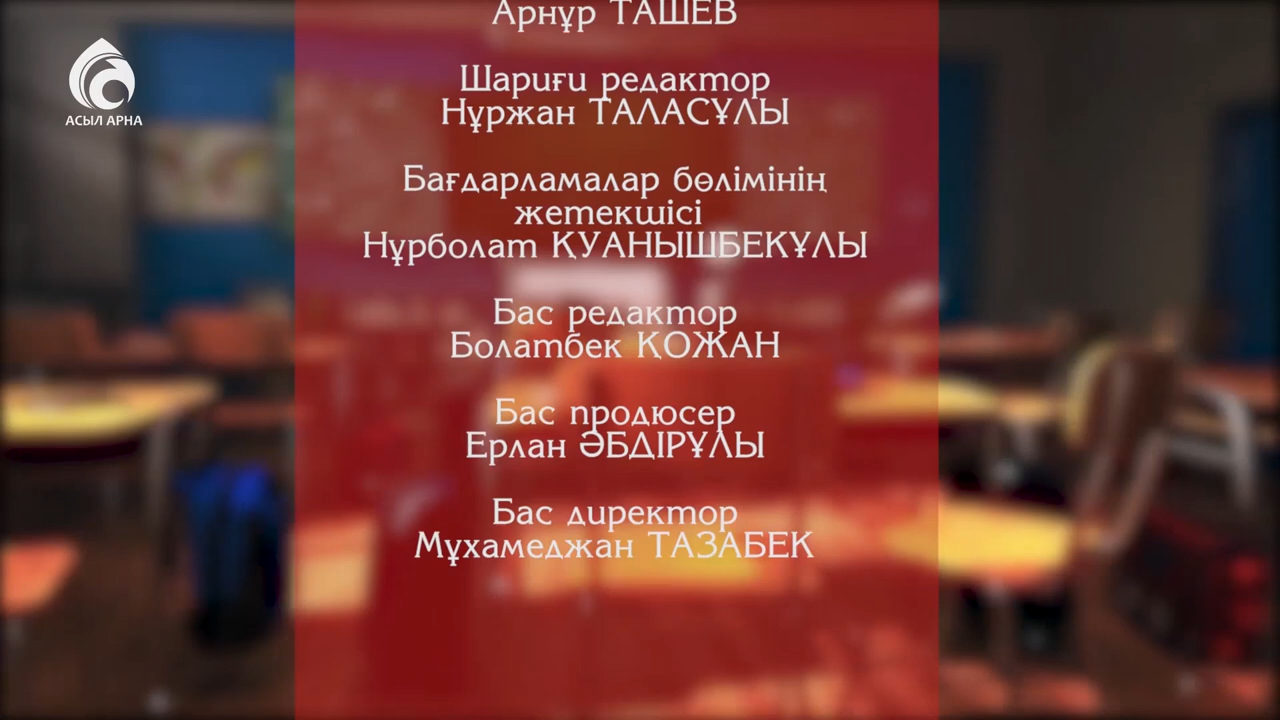 Арнұр ТАШЕВ
АСЫЛ АРНА
Шариғи редактор
Нұржан ТАЛАСҰЛЫ
Бағдарламалар бөлімінің
жетекшісі
Нұрболат ҚУАНЫШБЕКҰЛЫ
Бас редактор
Болатбек ҚОЖАН
Бас продюсер
Ерлан ӘБДІРҰЛЫ
Бас директор
Мұхамеджан ТАЗАБЕК